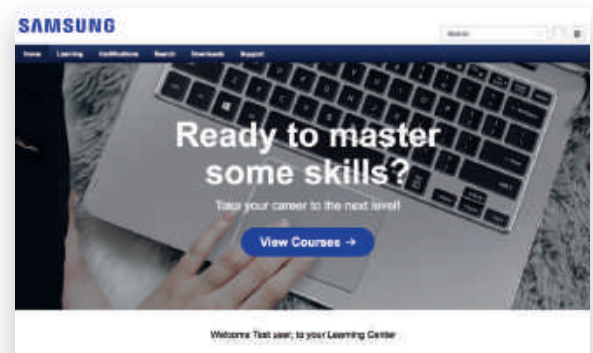 SAMSUNG
Search
Home Learning Certifications Search Downloads Support
Ready to master
some skills?
Take your career to the next level!
View Courses →
Welcome Test user, to your Learning Center